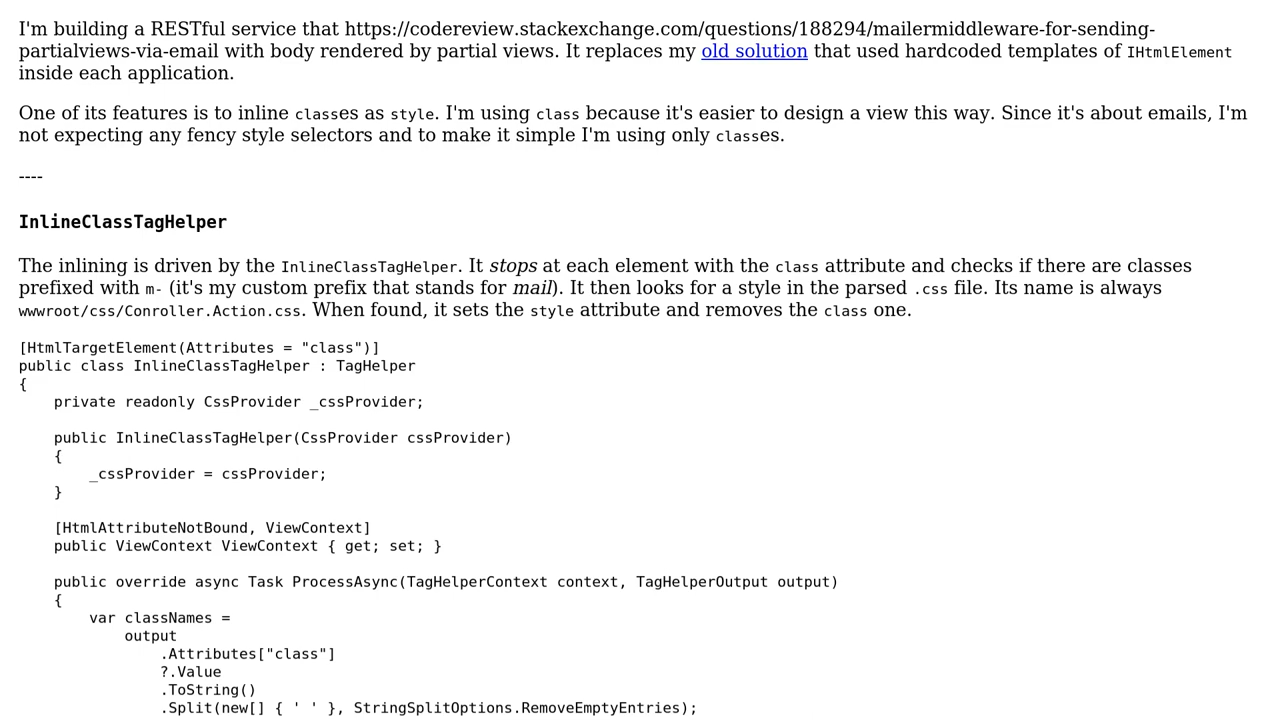 I'm building a RESTful service that https://codereview.stackexchange.com/questions/188294/mailermiddleware-for-sending-
partialviews-via-email with body rendered by partial views. It replaces my old solution that used hardcoded templates of IHtmlElement
inside each application.
One of its features is to inline classes as style. I'm using class because it's easier to design a view this way. Since it's about emails, I'm
not expecting any fency style selectors and to make it simple I'm using only classes.
----
InlineClassTagHelper
The inlining is driven by the InlineClassTagHelper. It stops at each element with the class attribute and checks if there are classes
prefixed with m- (it's my custom prefix that stands for mail). It then looks for a style in the parsed .css file. Its name is always
wwwroot/css/Conroller.Action.css. When found, it sets the style attribute and removes the class one.
[HtmlTargetElement(Attributes = "class")]
public class InlineClassTagHelper : TagHelper
{
    private readonly CssProvider _cssProvider;
    public InlineClassTagHelper(CssProvider cssProvider)
    {
        _cssProvider = cssProvider;
    }
    [HtmlAttributeNotBound, ViewContext]
    public ViewContext ViewContext { get; set; }
    public override async Task ProcessAsync(TagHelperContext context, TagHelperOutput output)
    {
        var classNames =
            output
                .Attributes["class"]
                ?.Value
                .ToString()
                .Split(new[] { ' ' }, StringSplitOptions.RemoveEmptyEntries);